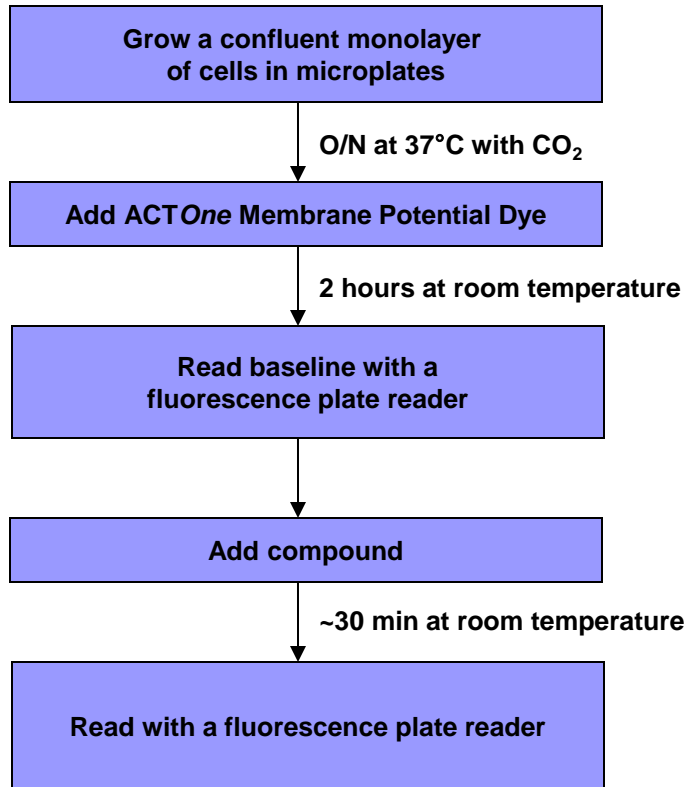 Grow a confluent monolayer
of cells in microplates
O/N at 37°C with CO₂
Add ACTOne Membrane Potential Dye
2 hours at room temperature
Read baseline with a
fluorescence plate reader
Add compound
~30 min at room temperature
Read with a fluorescence plate reader